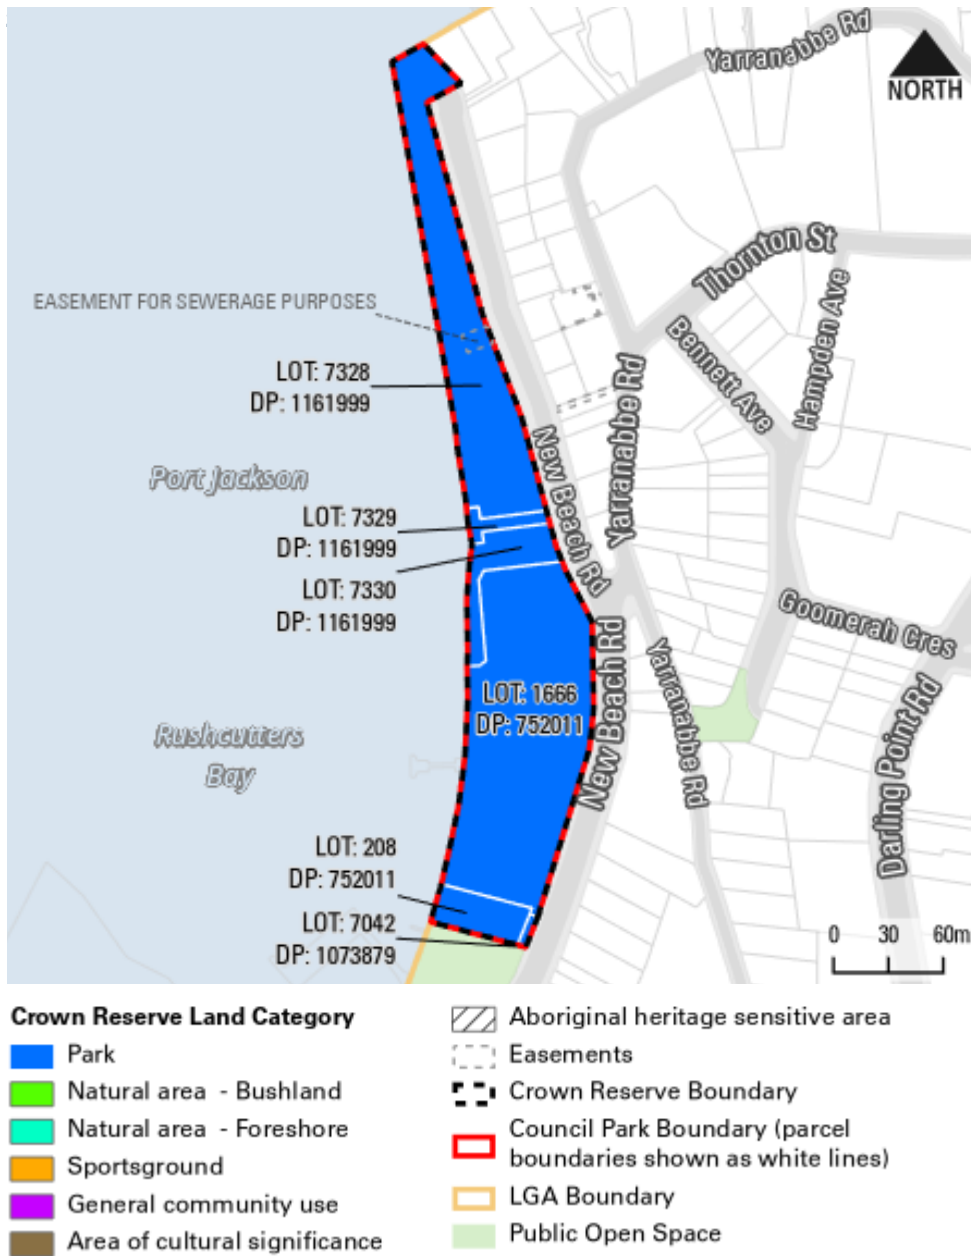 Yarranabbe Rd
NORTH
Thornton St
EASEMENT FOR SEWERAGE PURPOSES
Hampden Ave
Bennett Ave
LOT: 7328
DP: 1161999
Yarranabbe Rd
New Beach Rd
Port Jackson
LOT: 7329
DP: 1161999
LOT: 7330
DP: 1161999
Goomerah Cres
New Beach Rd
Yarranabbe Rd
LOT: 1666
DP: 752011
Darling Point Rd
Rushcutters
Bay
LOT: 208
DP: 752011
LOT: 7042
DP: 1073879
0 30 60m
Crown Reserve Land Category
Park
Natural area - Bushland
Natural area - Foreshore
Sportsground
General community use
Area of cultural significance
Aboriginal heritage sensitive area
Easements
Crown Reserve Boundary
Council Park Boundary (parcel
boundaries shown as white lines)
LGA Boundary
Public Open Space